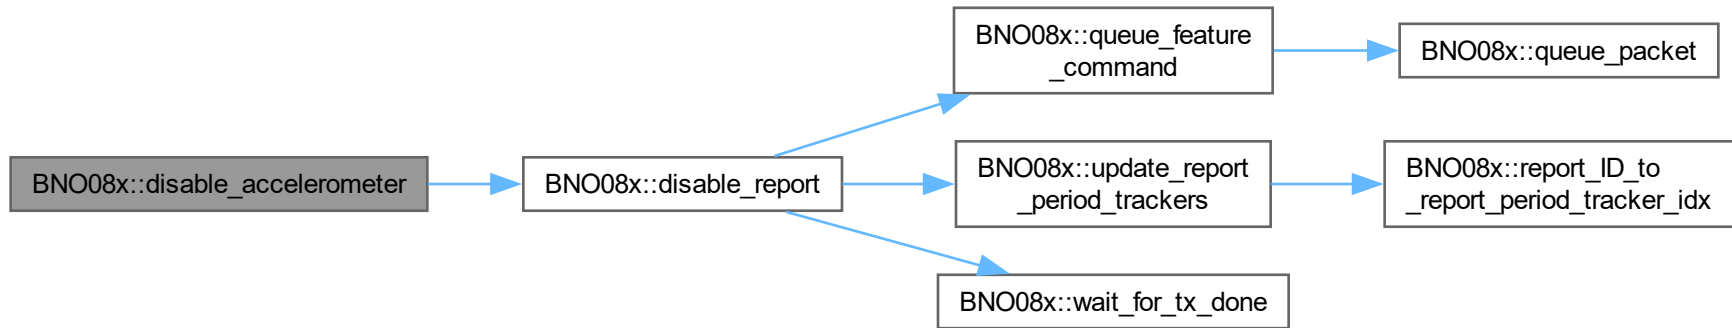 BNO08x::disable_accelerometer
BNO08x::disable_report
BNO08x::queue_feature
_command
BNO08x::queue_packet
BNO08x::update_report
_period_trackers
BNO08x::report_ID_to
_report_period_tracker_idx
BNO08x::wait_for_tx_done